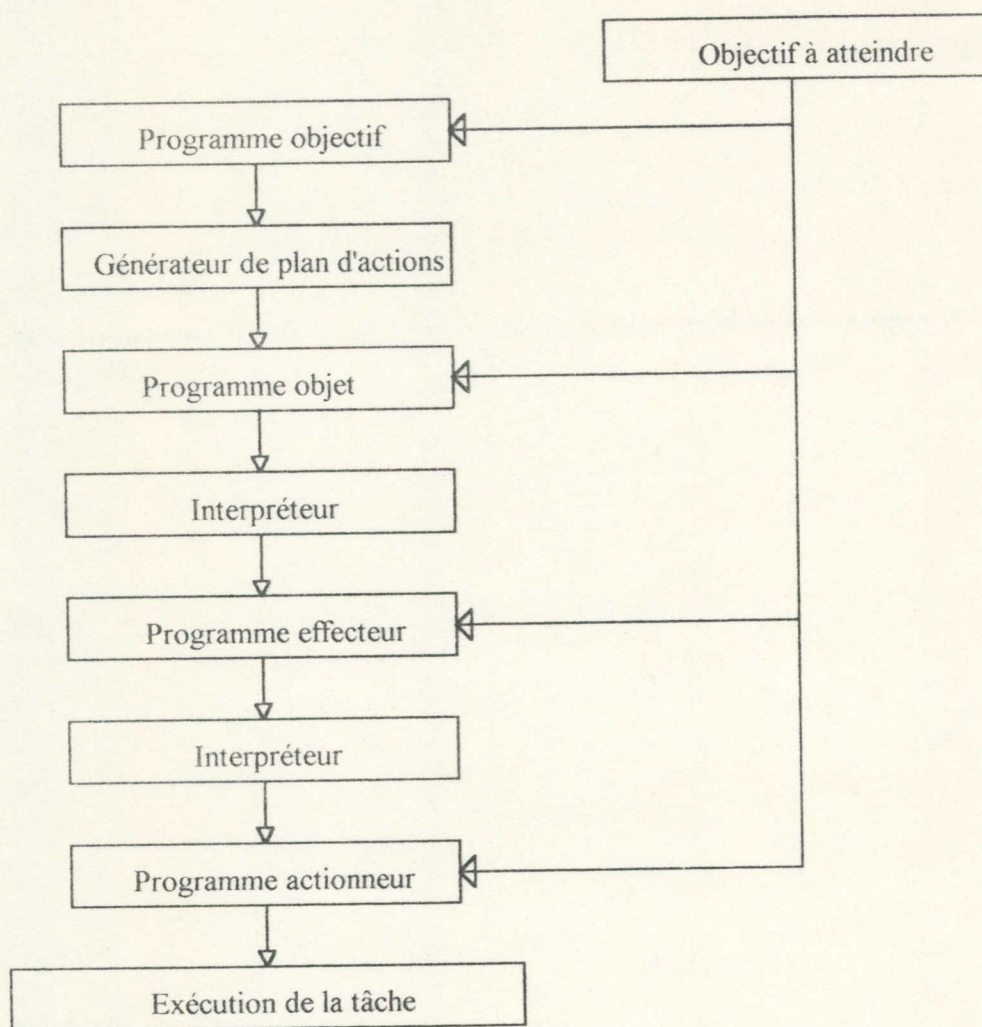 Objectif à atteindre
Programme objectif
Générateur de plan d'actions
Programme objet
Interpréteur
Programme effecteur
Interpréteur
Programme actionneur
Exécution de la tâche